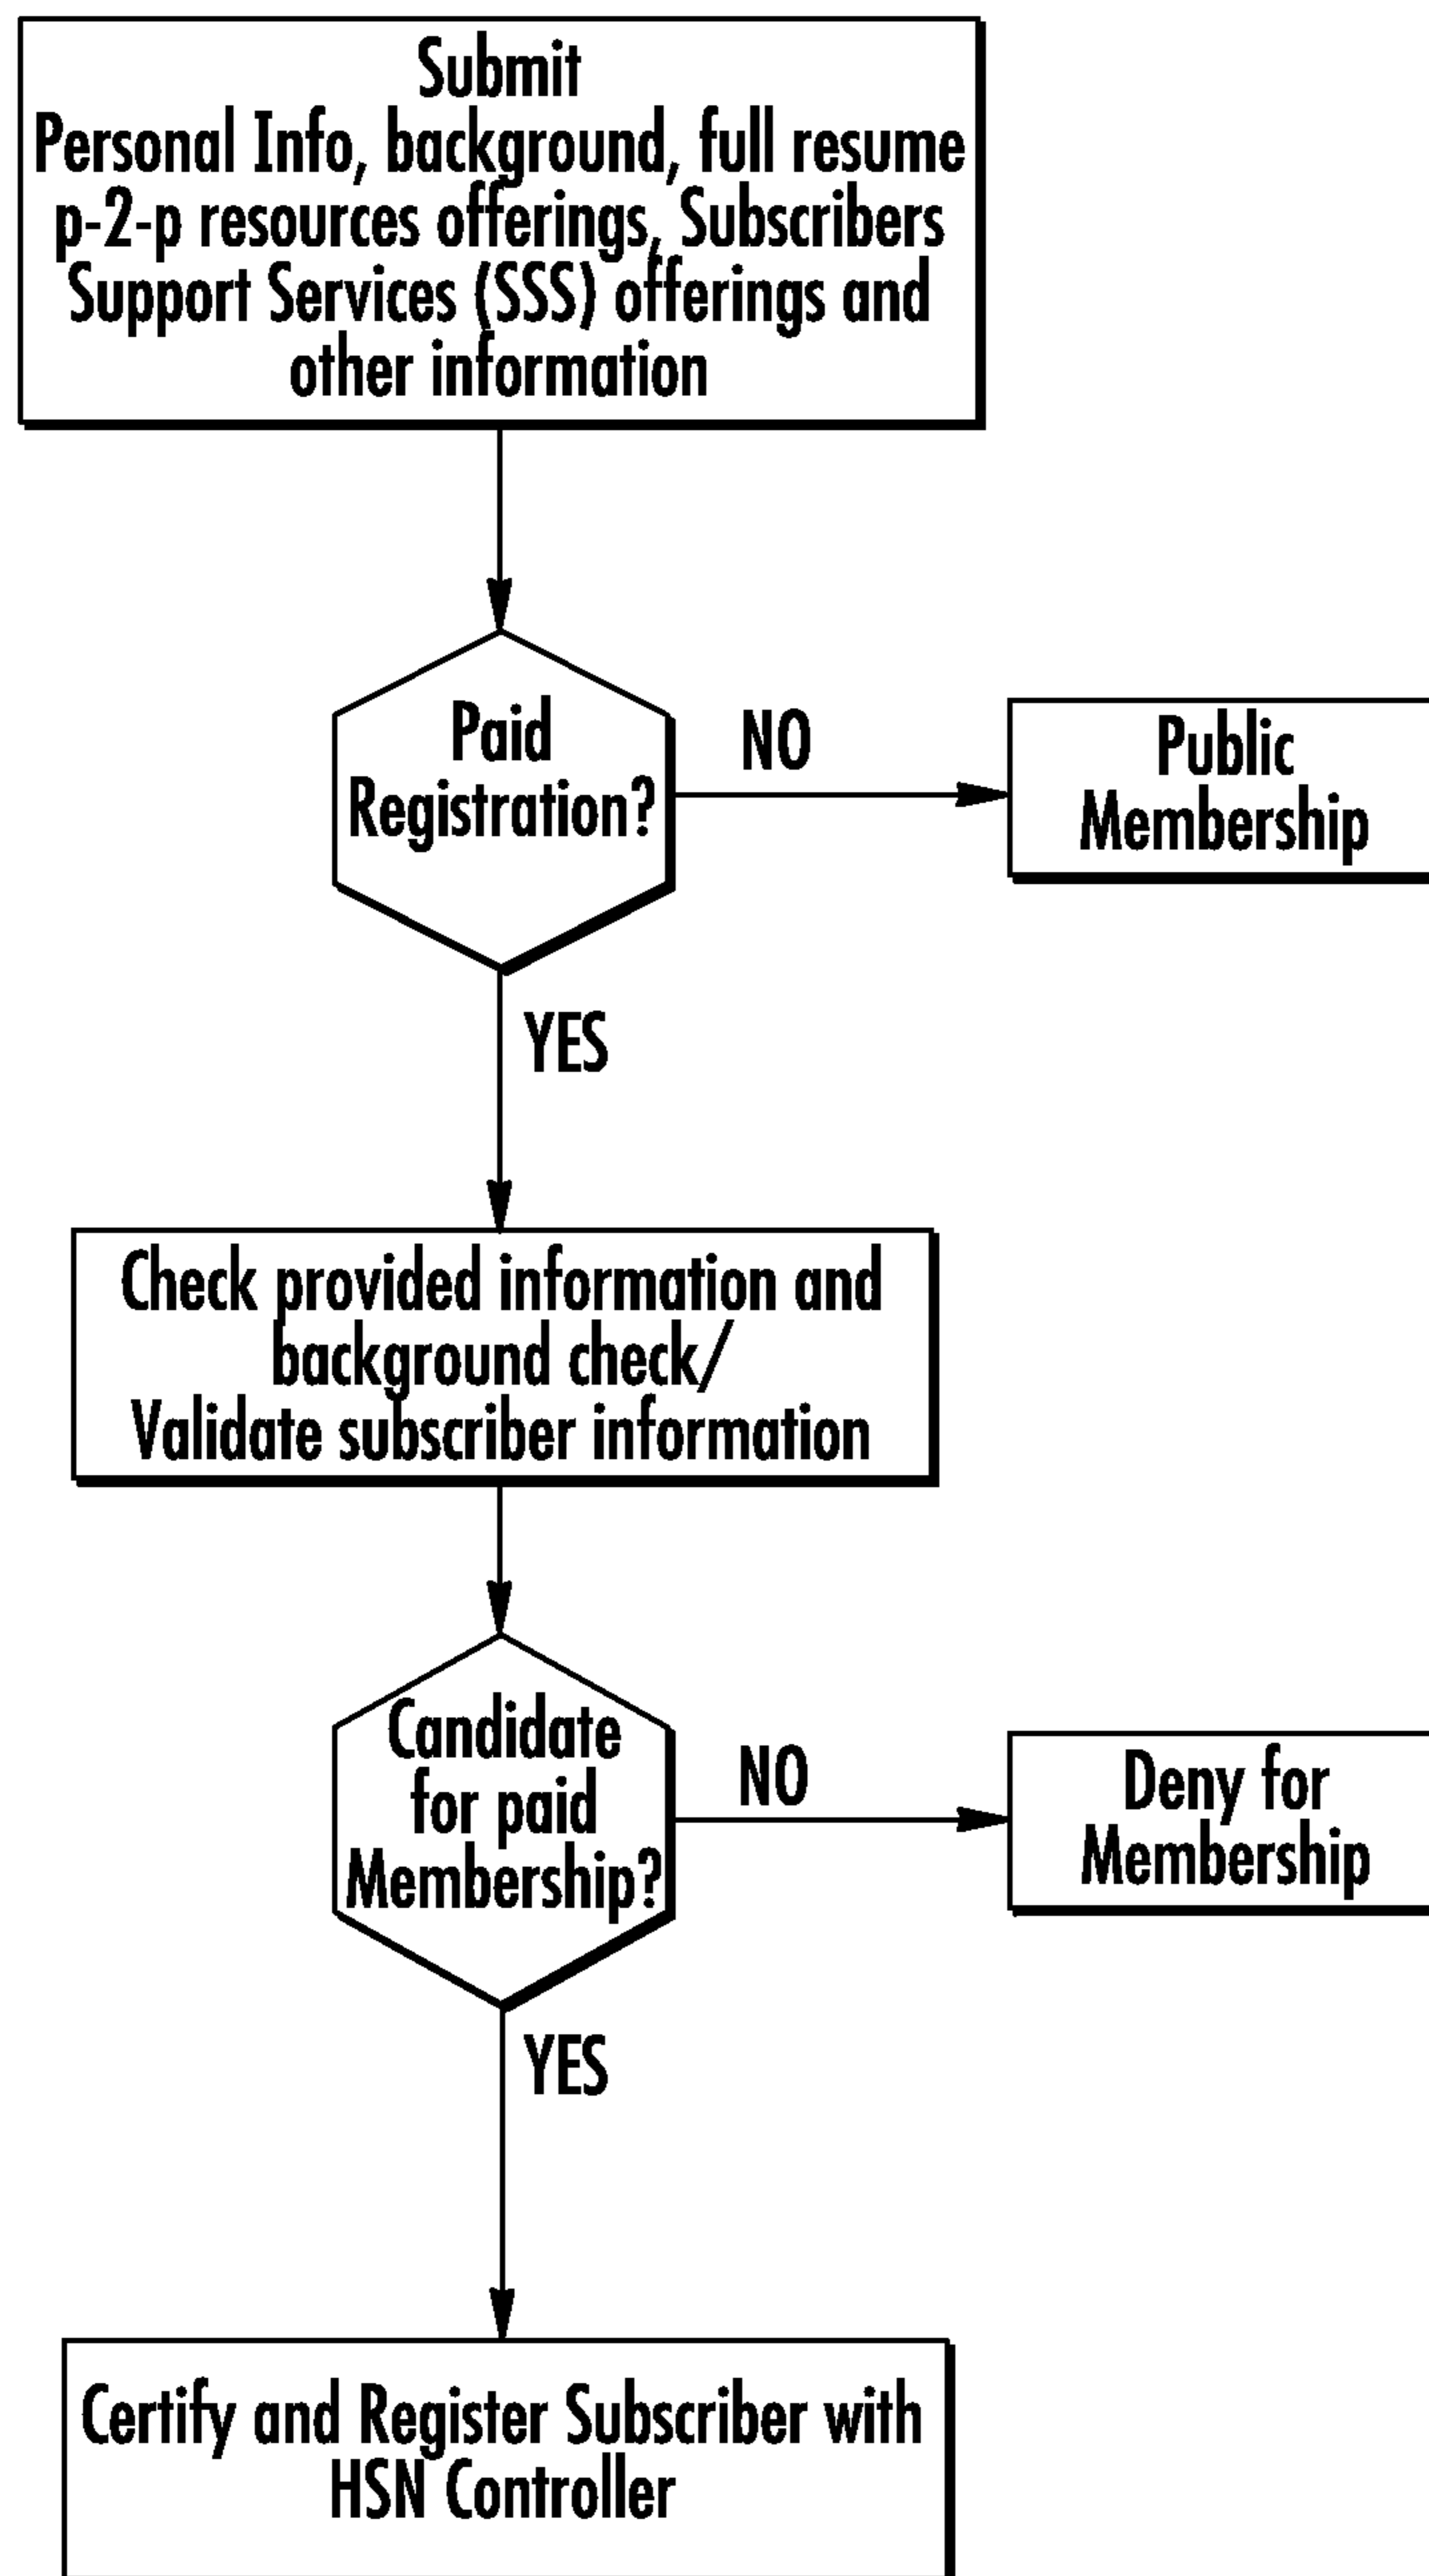 Submit
Personal Info, background, full resume
p-2-p resources offerings, Subscribers
Support Services (SSS) offerings and
other information
Paid
Registration?
NO
Public
Membership
YES
Check provided information and
background check/
Validate subscriber information
Candidate
for paid
Membership?
NO
Deny for
Membership
YES
Certify and Register Subscriber with
HSN Controller